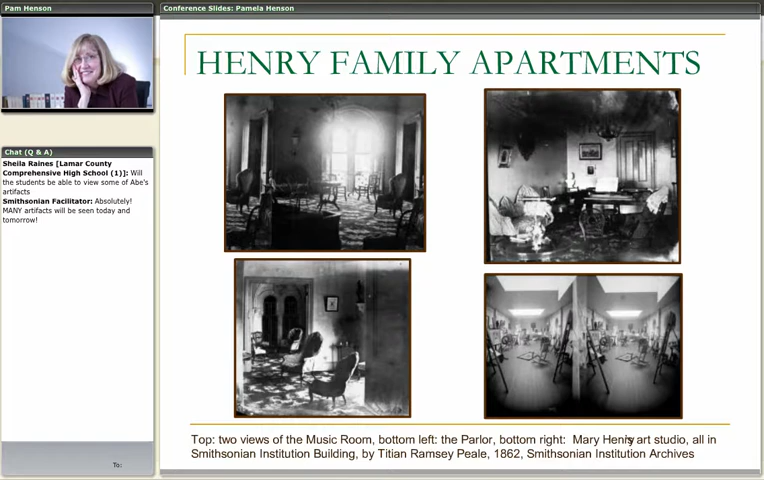 Pam Henson
Conference Slides: Pamela Henson
HENRY FAMILY APARTMENTS
Chat (Q & A)
Sheila Raines [Lamar County
Comprehensive High School (1)]: Will
the students be able to view some of Abe's
artifacts
Smithsonian Facilitator: Absolutely!
MANY artifacts will be seen today and
tomorrow!
Top: two views of the Music Room, bottom left: the Parlor, bottom right: Mary art studio, all in
Smithsonian Institution Building, by Titian Ramsey Peale, 1862, Smithsonian Institution Archives
To: